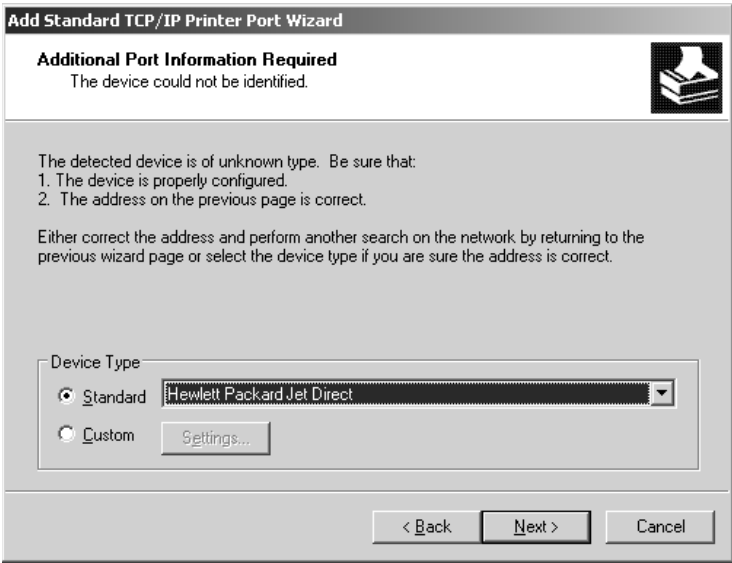 Add Standard TCP/IP Printer Port Wizard
Additional Port Information Required
The device could not be identified.
The detected device is of unknown type.  Be sure that:
1. The device is properly configured.
2.  The address on the previous page is correct.
Either correct the address and perform another search on the network by returning to the
previous wizard page or select the device type if you are sure the address is correct.
Device Type
Standard
Hewlett Packard Jet Direct
Custom
Settings...
< Back
Next >
Cancel